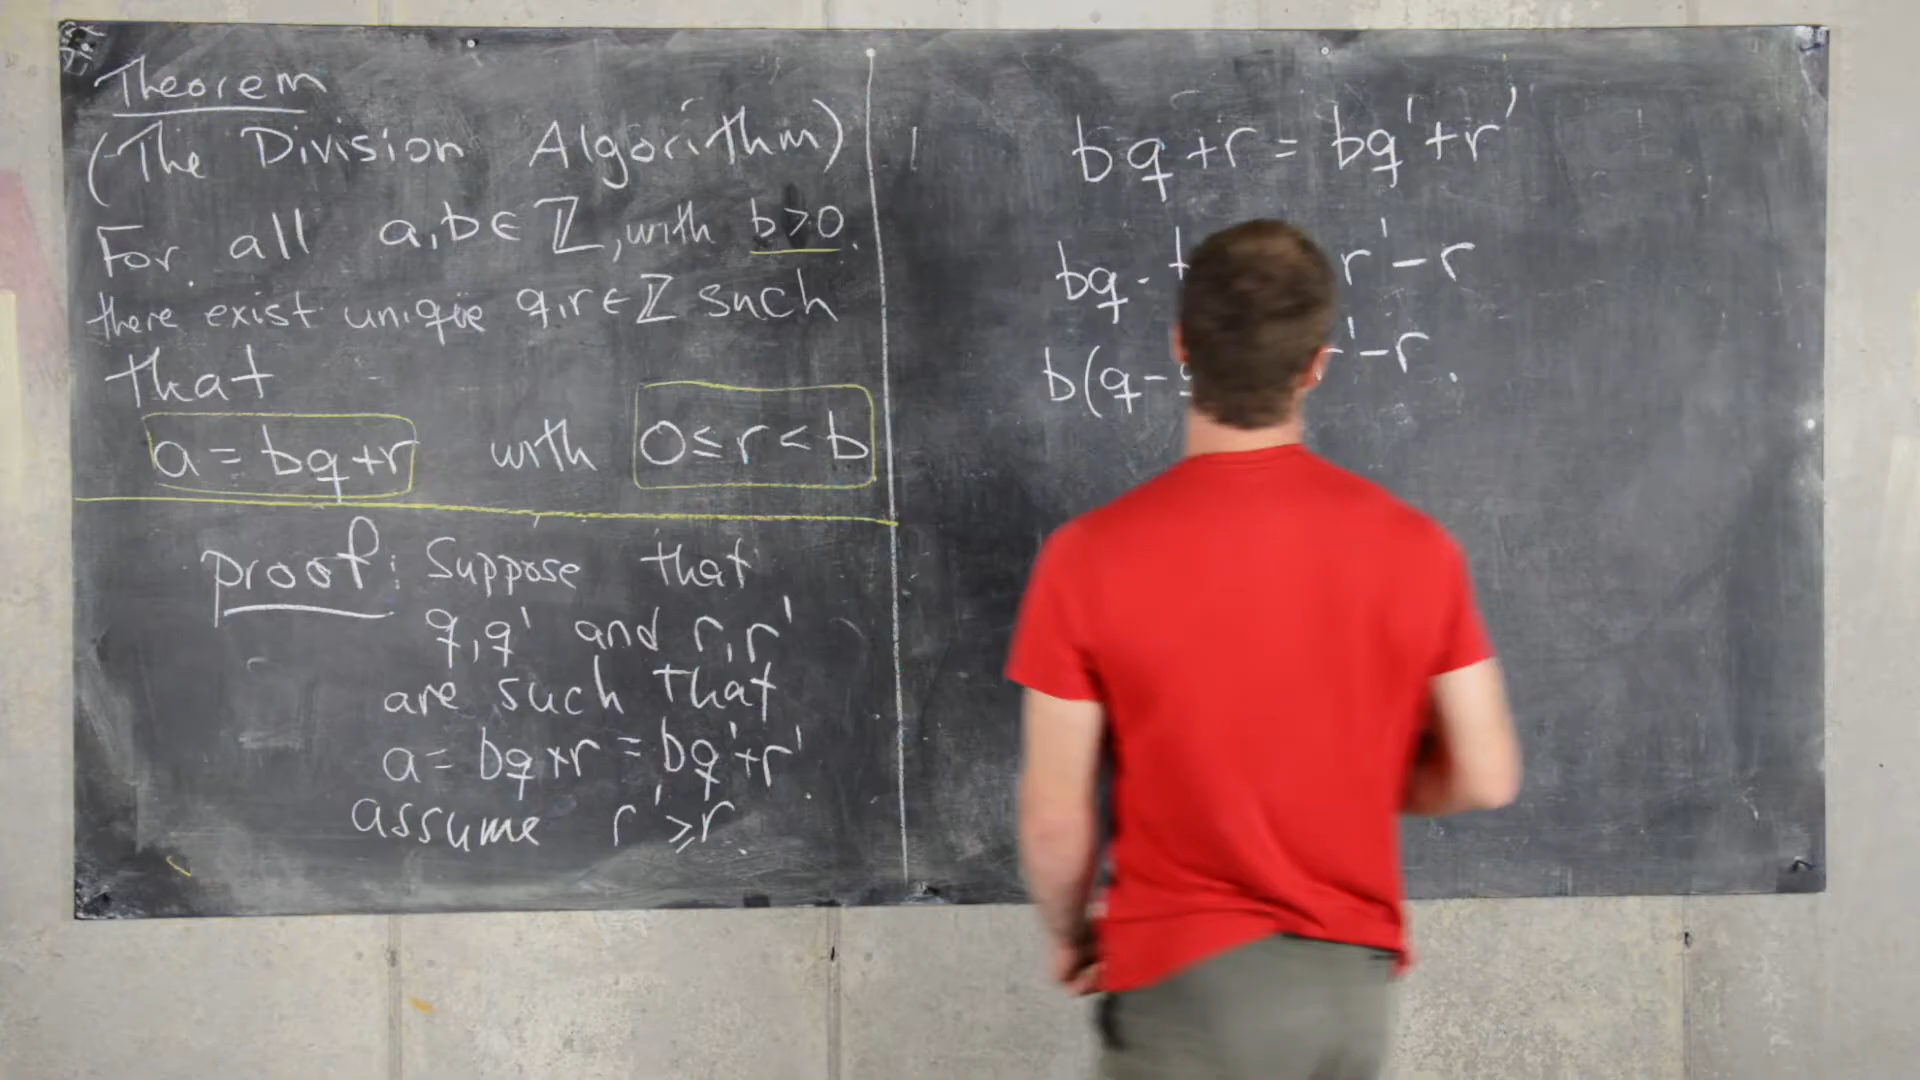 Theorem
(The Division Algorithm)
For all a,b∈ℤ, with b>0.
there exist unique q,r∈ℤ such
that
a = bq+r with 0≤r<b
proof: Suppose that
q,q' and r,r'
are such that
a = bq+r = bq'+r'
assume r' ≥ r.
bq+r = bq'+r'
bq - r'-r
b(q- r'-r.